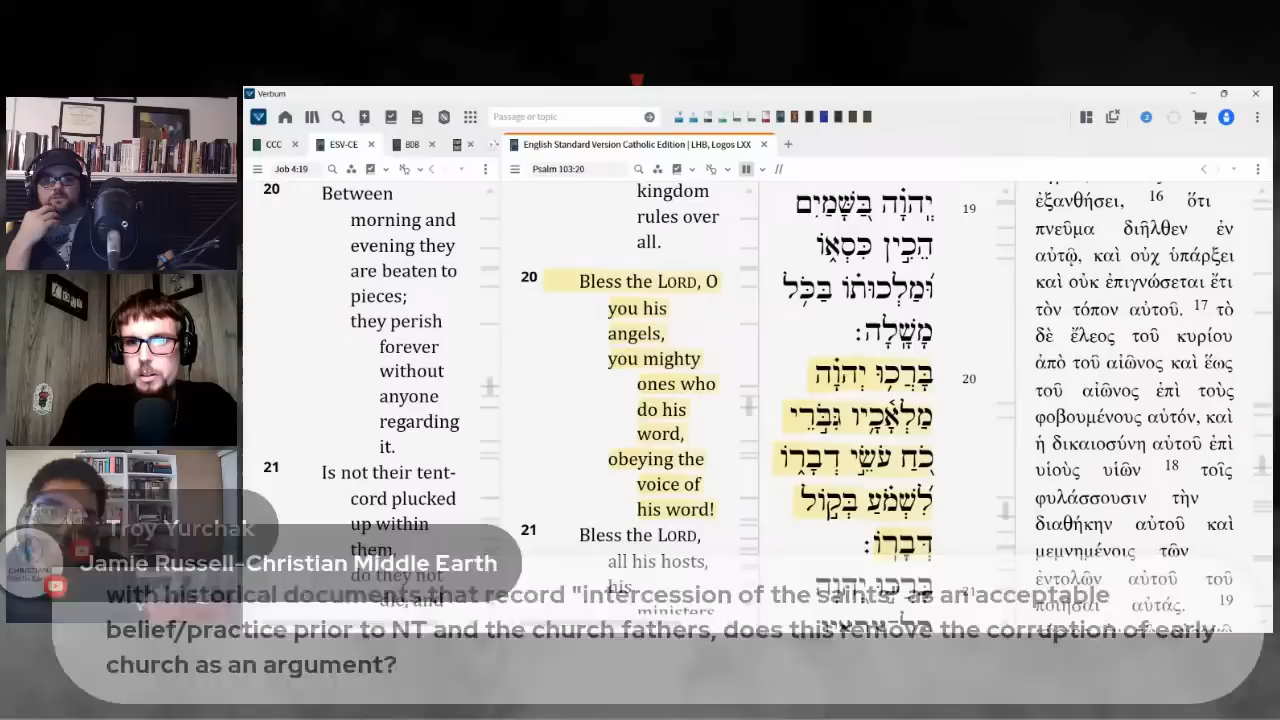 Verbum
Passage or topic
CCC
ESV-CE
BDB
English Standard Version Catholic Edition | LHB, Logos LXX
Job 4:19
Psalm 103:20
20 Between
morning and
evening they
are beaten to
pieces;
they perish
forever
without
anyone
regarding
it.
21 Is not their tent-
cord plucked
up within
them,
do they not
die, and
kingdom
rules over
all.
20 Bless the LORD, O
you his
angels,
you mighty
ones who
do his
word,
obeying the
voice of
his word!
21 Bless the LORD,
all his hosts,
his
ministers
19 יְֽהוָ֗ה בַּ֭שָּׁמַיִם
הֵכִ֣ין כִּסְא֑וֹ
וּ֝מַלְכוּת֗וֹ בַּכֹּ֥ל
מָשָֽׁלָה׃
20 בָּרֲכ֥וּ יְהוָ֗ה
מַלְאָ֫כָ֥יו גִּבֹּ֣רֵי
כֹ֭חַ עֹשֵׂ֣י דְבָר֑וֹ
לִ֝שְׁמֹ֗עַ בְּק֣וֹל
דְּבָרֽוֹ׃
21 בָּרֲכ֣וּ יְ֭הוָה
ἐξανθήσει, 16 ὅτι
πνεῦμα διῆλθεν ἐν
αὐτῷ, καὶ οὐχ ὑπάρξει
καὶ οὐκ ἐπιγνώσεται ἔτι
τὸν τόπον αὐτοῦ. 17 τὸ
δὲ ἔλεος τοῦ κυρίου
ἀπὸ τοῦ αἰῶνος καὶ ἕως
τοῦ αἰῶνος ἐπὶ τοὺς
φοβουμένους αὐτόν, καὶ
ἡ δικαιοσύνη αὐτοῦ ἐπὶ
υἱοὺς υἱῶν 18 τοῖς
φυλάσσουσιν τὴν
διαθήκην αὐτοῦ καὶ
μεμνημένοις τῶν
ἐντολῶν αὐτοῦ τοῦ
ποιῆσαι αὐτάς. 19
Troy Yurchak
Jamie Russell-Christian Middle Earth
with historical documents that record "intercession of the saints" as an acceptable
belief/practice prior to NT and the church fathers, does this remove the corruption of early
church as an argument?